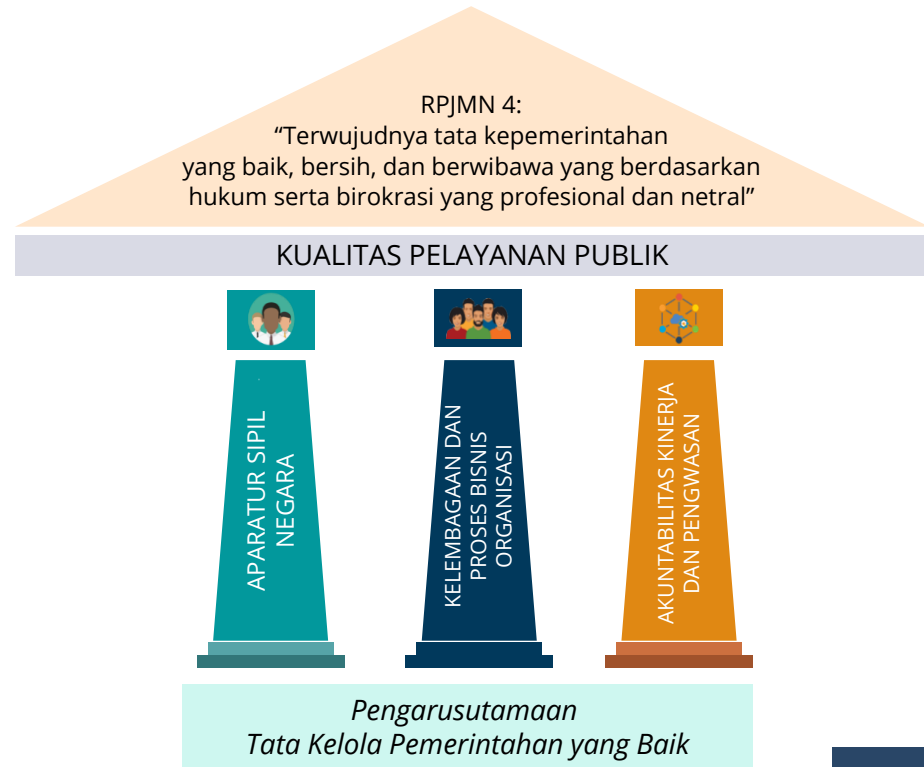 RPJMN 4:
“Terwujudnya tata kepemerintahan
yang baik, bersih, dan berwibawa yang berdasarkan
hukum serta birokrasi yang profesional dan netral”
KUALITAS PELAYANAN PUBLIK
APARATUR SIPIL
NEGARA
KELEMBAGAAN DAN
PROSES BISNIS
ORGANISASI
AKUNTABILITAS KINERJA
DAN PENGWASAN
Pengarusutamaan
Tata Kelola Pemerintahan yang Baik